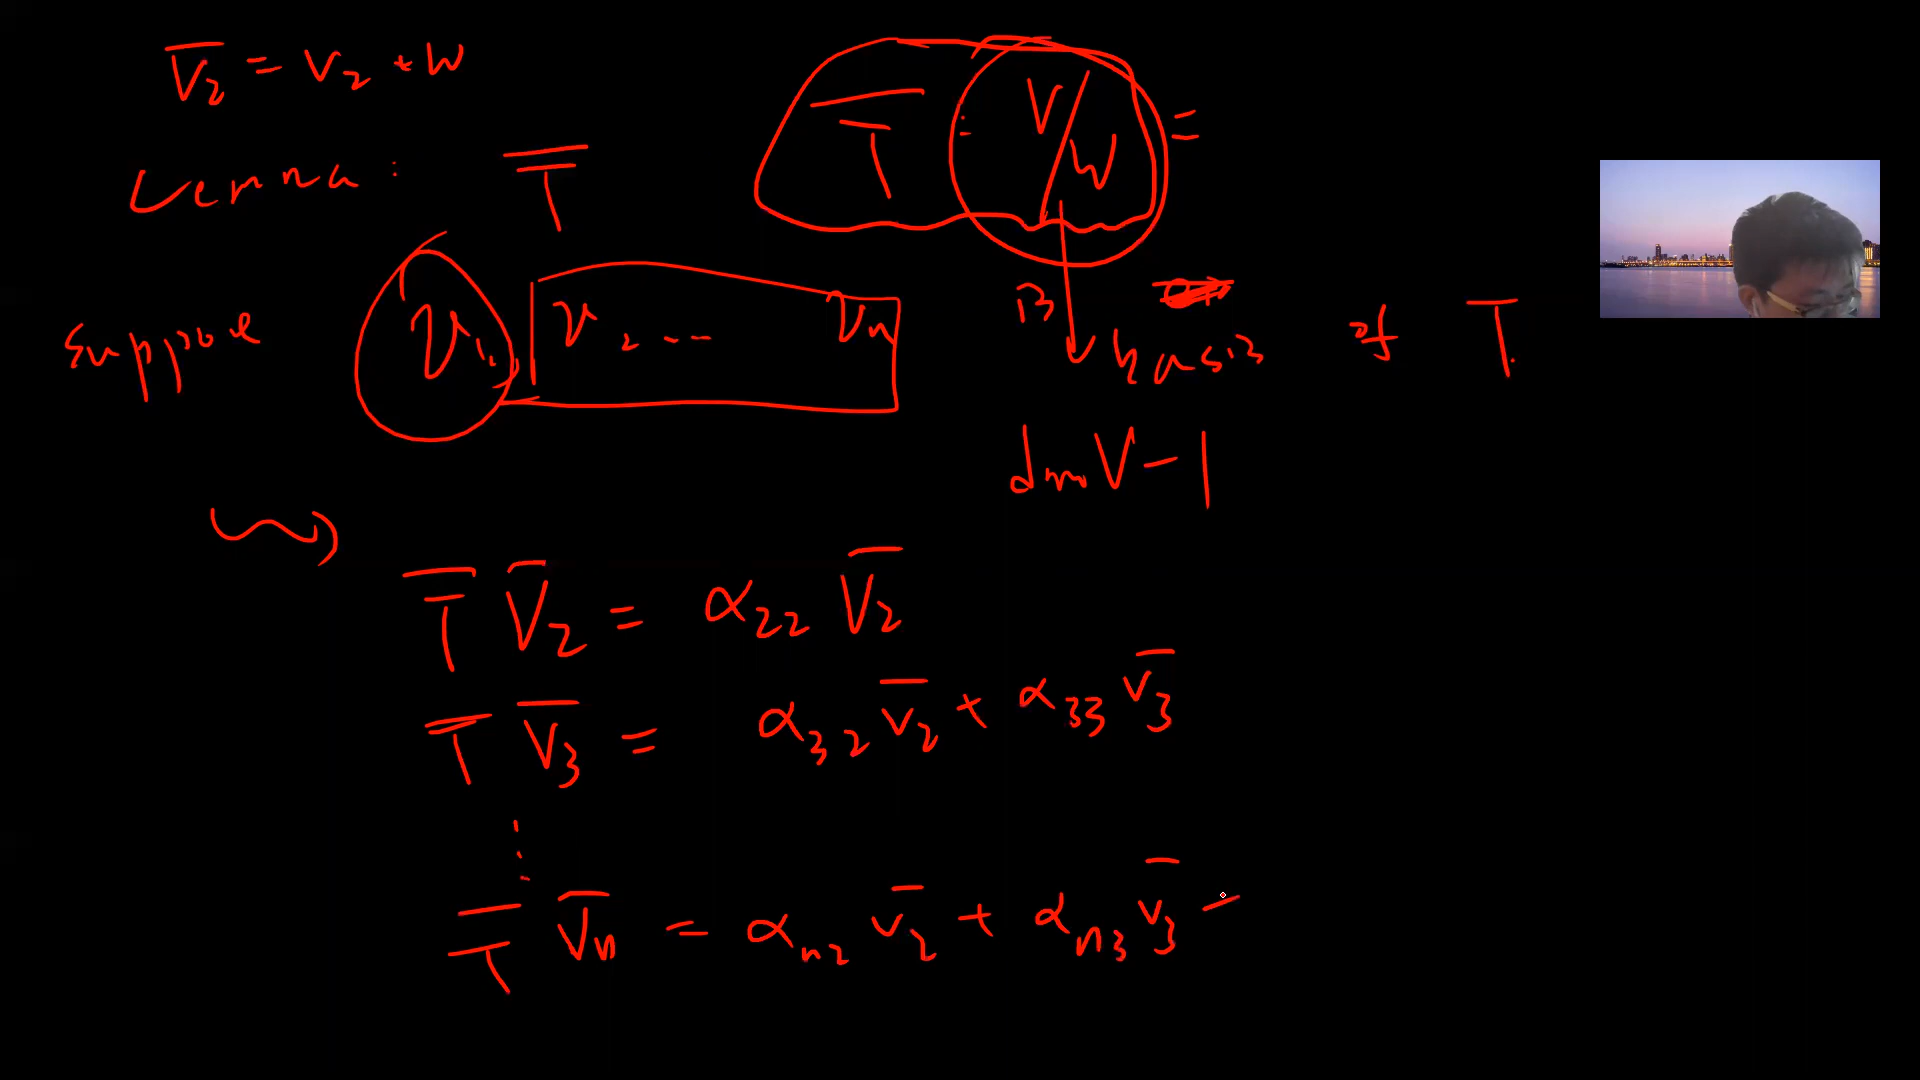 V̅₂ = V₂ + W
T̅ : V/W =
Lemma : T̅
Suppose v₁, v₂ ... vₙ is basis of T
dim V - 1
T̅ V̅₂ = α₂₂ V̅₂
T̅ V̅₃ = α₃₂ v̅₂ + α₃₃ v̅₃
⋮
T̅ V̅ₙ = αₙ₂ v̅₂ + αₙ₃ v̅₃ -